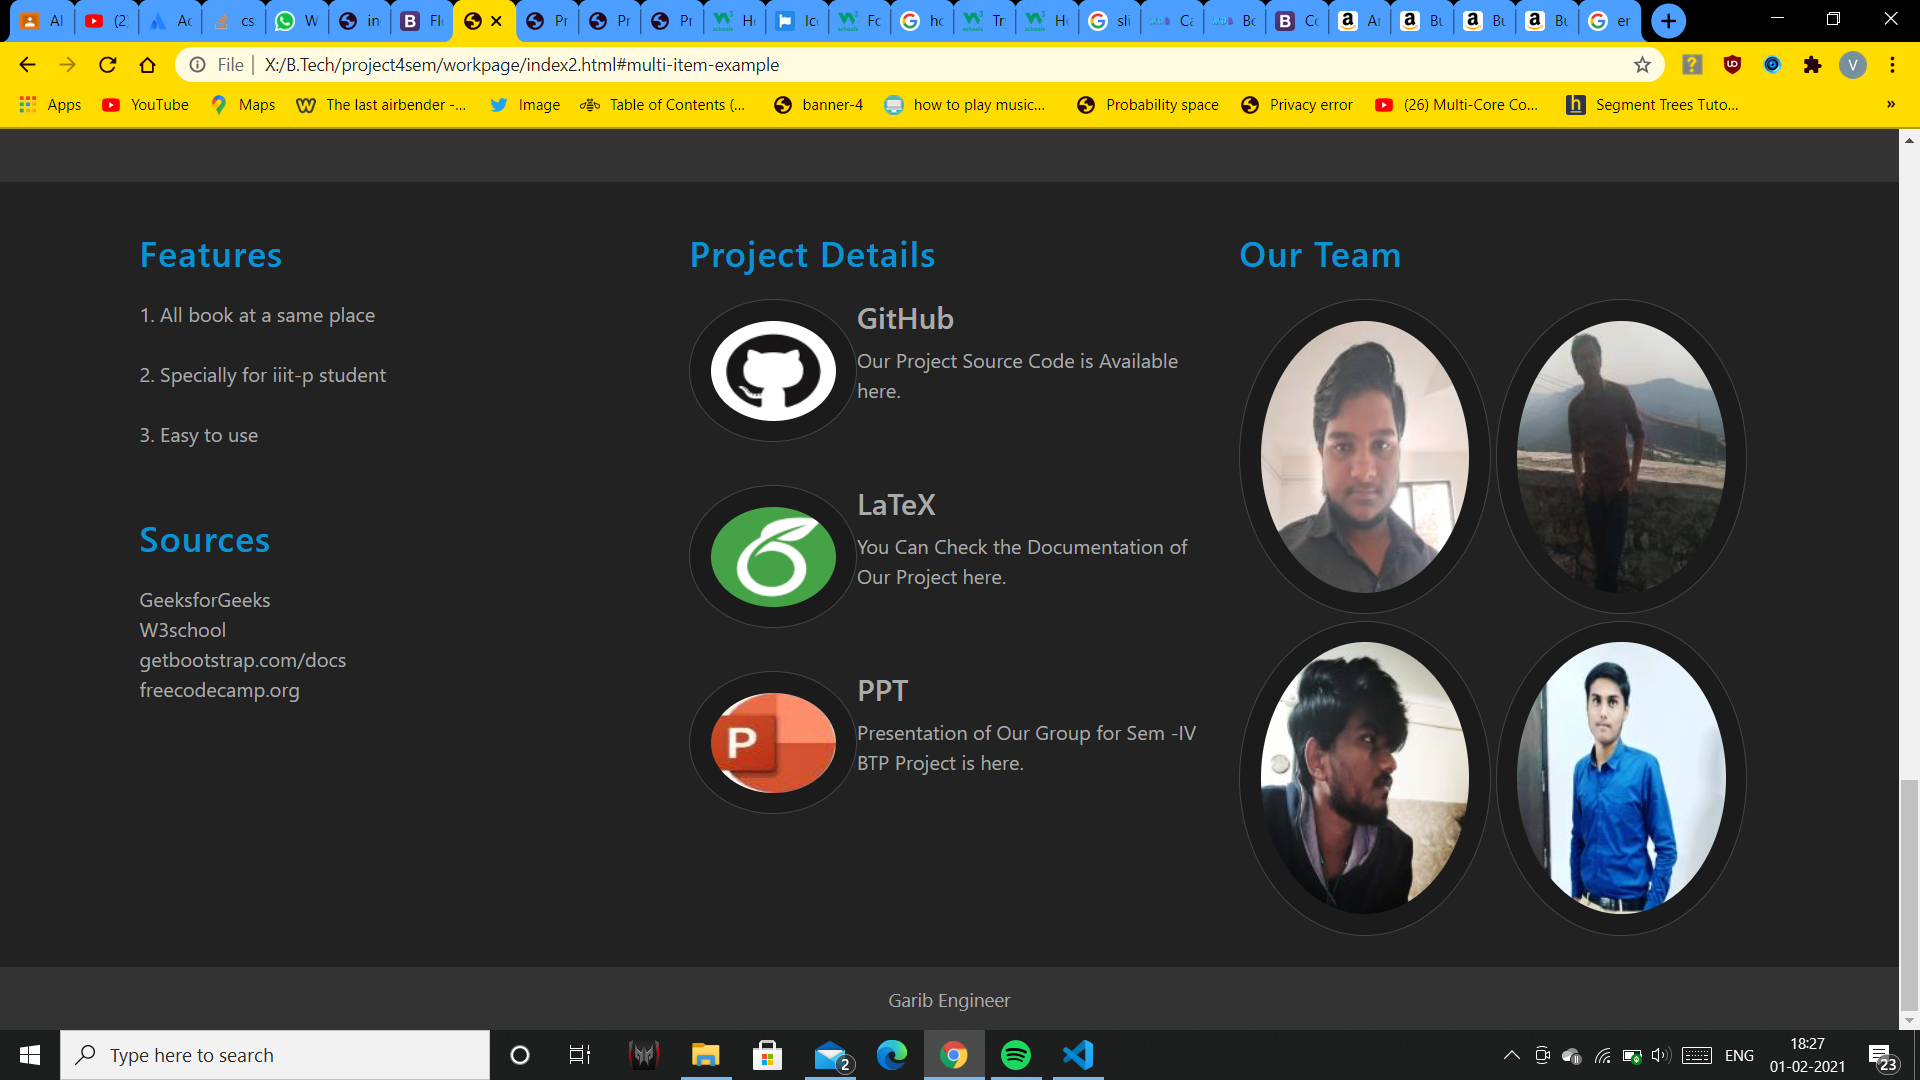 Al
(2
Ac
cs
W
in
Fl
Pr
Pr
Pr
H
Ico
Fo
ho
Tr
H
sli
Ca
Bo
Co
Ar
Bu
Bu
Bu
er
File | X:/B.Tech/project4sem/workpage/index2.html#multi-item-example
V
Apps
YouTube
Maps
The last airbender -...
Image
Table of Contents (...
banner-4
how to play music...
Probability space
Privacy error
(26) Multi-Core Co...
Segment Trees Tuto...
»
Features
1. All book at a same place
2. Specially for iiit-p student
3. Easy to use
Sources
GeeksforGeeks
W3school
getbootstrap.com/docs
freecodecamp.org
Project Details
GitHub
Our Project Source Code is Available
here.
LaTeX
You Can Check the Documentation of
Our Project here.
P
PPT
Presentation of Our Group for Sem -IV
BTP Project is here.
Our Team
Garib Engineer
Type here to search
2
ENG
18:27
01-02-2021
23